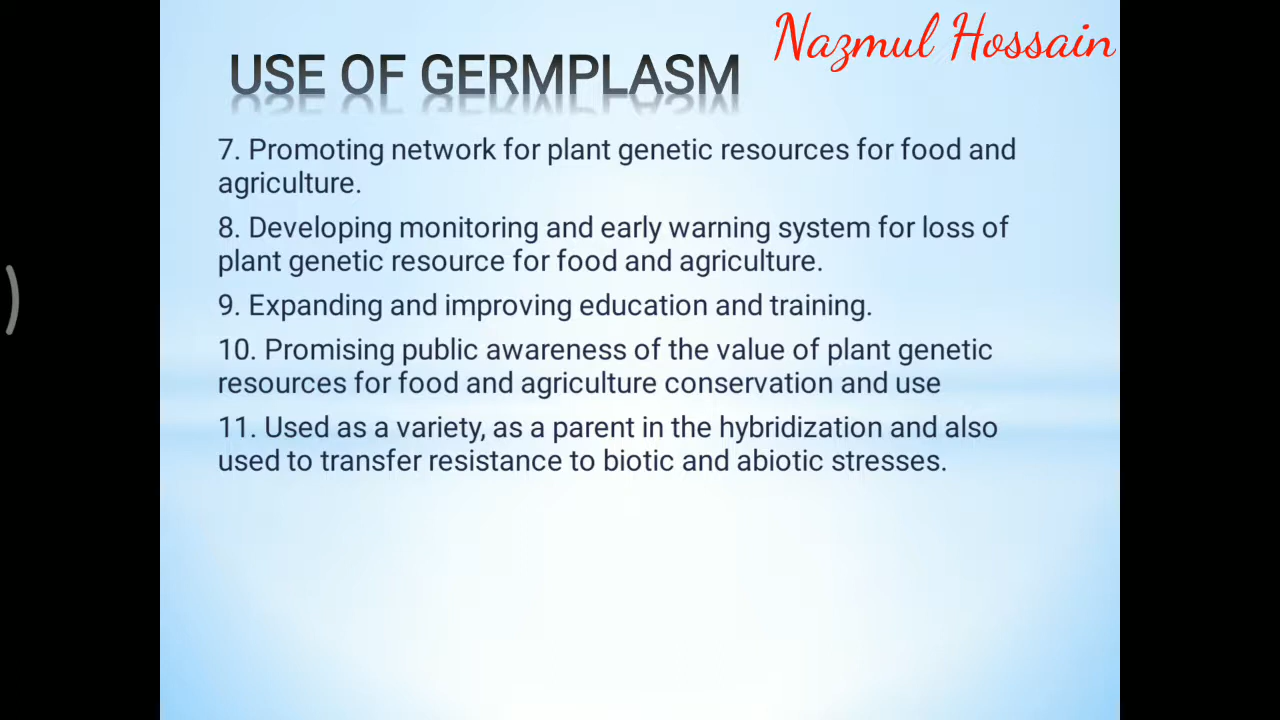 Nazmul Hossain
USE OF GERMPLASM
7. Promoting network for plant genetic resources for food and
agriculture.
8. Developing monitoring and early warning system for loss of
plant genetic resource for food and agriculture.
9. Expanding and improving education and training.
10. Promising public awareness of the value of plant genetic
resources for food and agriculture conservation and use
11. Used as a variety, as a parent in the hybridization and also
used to transfer resistance to biotic and abiotic stresses.